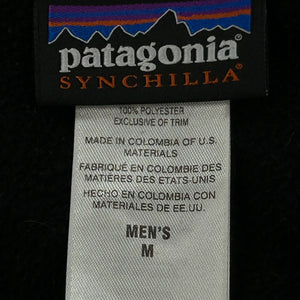 patagonia®
SYNCHILLA®
100% POLYESTER
EXCLUSIVE OF TRIM
MADE IN COLOMBIA OF U.S.
MATERIALS
FABRIQUÉ EN COLOMBIE DES
MATIÈRES DES ETATS-UNIS
HECHO EN COLOMBIA CON
MATERIALES DE EE.UU.
MEN'S
M